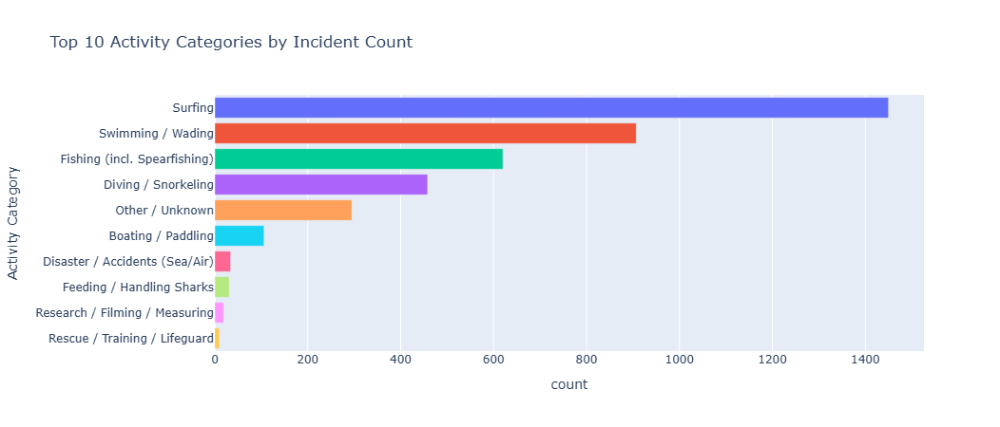 Top 10 Activity Categories by Incident Count
Activity Category
Surfing
Swimming / Wading
Fishing (incl. Spearfishing)
Diving / Snorkeling
Other / Unknown
Boating / Paddling
Disaster / Accidents (Sea/Air)
Feeding / Handling Sharks
Research / Filming / Measuring
Rescue / Training / Lifeguard
0 200 400 600 800 1000 1200 1400
count